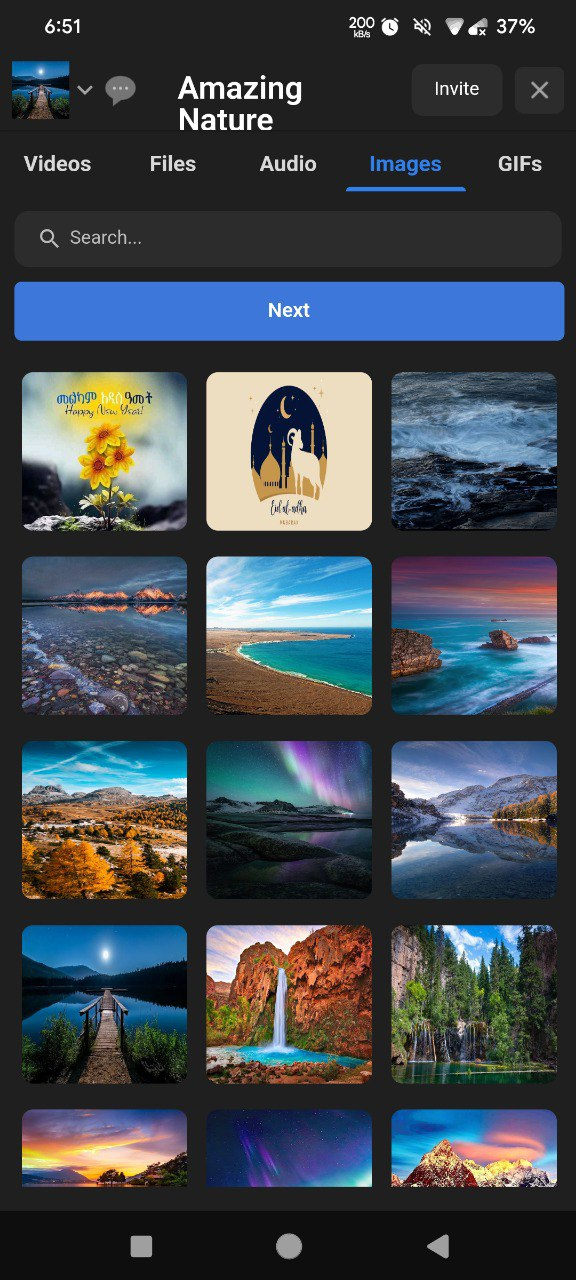 6:51
200
kB/s
37%
Amazing
Nature
Invite
Videos
Files
Audio
Images
GIFs
Search...
Next
መልካም አዲስ ዓመት
Happy New Year!
Eid al-adha